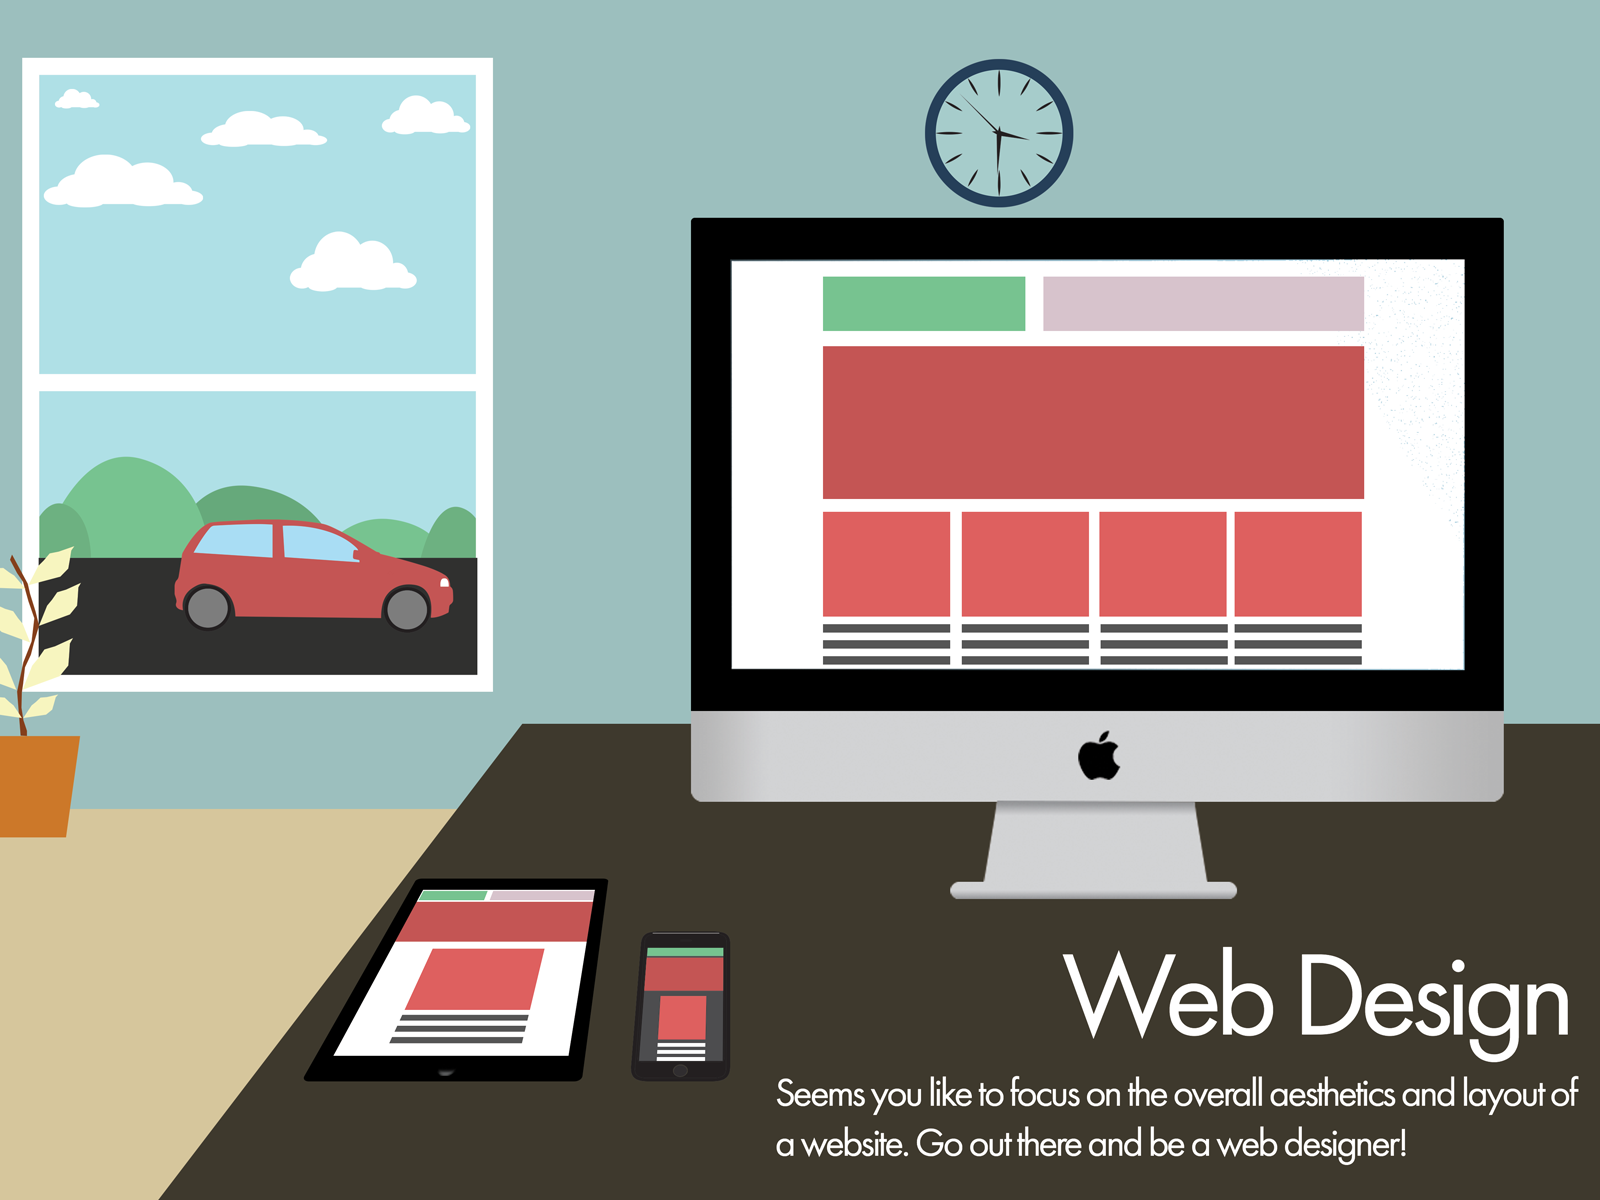 Web Design
Seems you like to focus on the overall aesthetics and layout of
a website. Go out there and be a web designer!